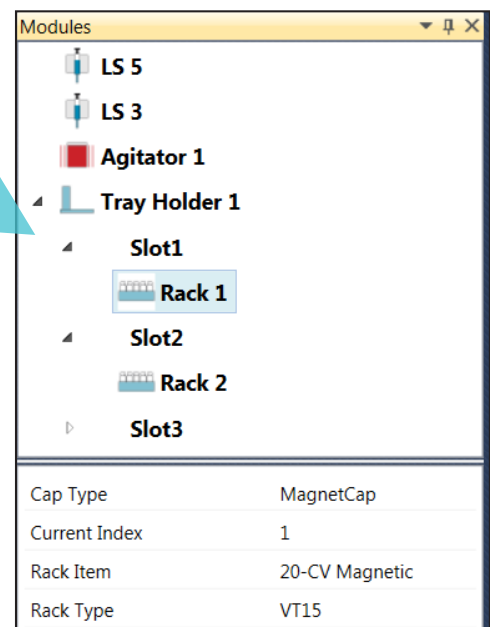 Modules
LS 5
LS 3
Agitator 1
Tray Holder 1
Slot1
Rack 1
Slot2
Rack 2
Slot3
Cap Type MagnetCap
Current Index 1
Rack Item 20-CV Magnetic
Rack Type VT15